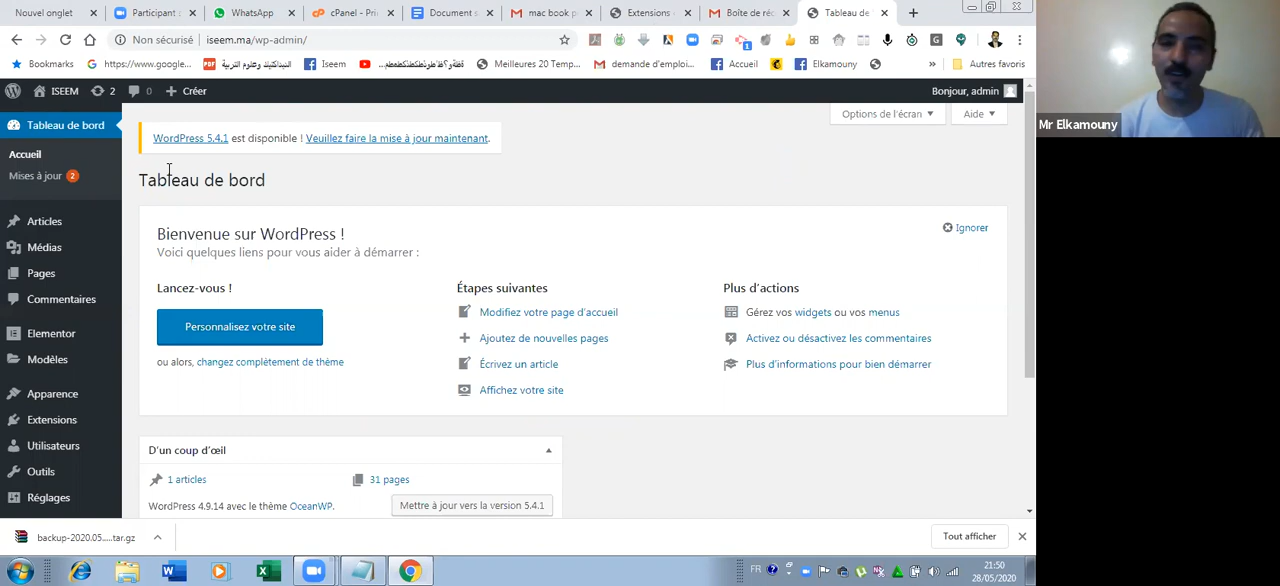 Nouvel onglet
Participant
WhatsApp
cPanel - Pri
Document s
mac book p
Extensions
Boîte de réc
Tableau de
Non sécurisé
iseem.ma/wp-admin/
Bookmarks
https://www.google...
Iseem
Meilleures 20 Temp...
demande_d'emploi...
Accueil
Elkamouny
»
Autres favoris
ISEEM
2
0
Créer
Bonjour, admin
Tableau de bord
Accueil
Mises à jour 2
Articles
Médias
Pages
Commentaires
Elementor
Modèles
Apparence
Extensions
Utilisateurs
Outils
Réglages
Options de l'écran
Aide
WordPress 5.4.1 est disponible ! Veuillez faire la mise à jour maintenant.
Tableau de bord
Bienvenue sur WordPress !
Ignorer
Voici quelques liens pour vous aider à démarrer :
Lancez-vous !
Personnalisez votre site
ou alors, changez complètement de thème
Étapes suivantes
Modifiez votre page d'accueil
Ajoutez de nouvelles pages
Écrivez un article
Affichez votre site
Plus d'actions
Gérez vos widgets ou vos menus
Activez ou désactivez les commentaires
Plus d'informations pour bien démarrer
D'un coup d'œil
1 articles
31 pages
WordPress 4.9.14 avec le thème OceanWP.
Mettre à jour vers la version 5.4.1
backup-2020.05.....tar.gz
Tout afficher
FR
21:50
28/05/2020
Mr Elkamouny